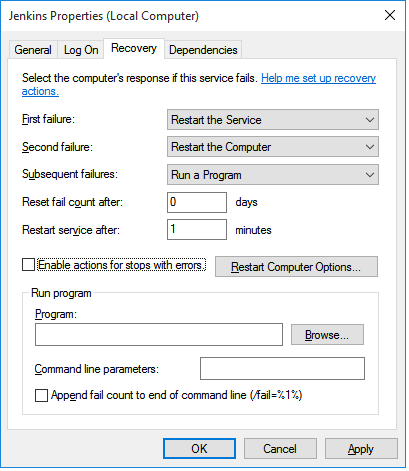 Jenkins Properties (Local Computer)
General Log On Recovery Dependencies
Select the computer's response if this service fails. Help me set up recovery
actions.
First failure: Restart the Service
Second failure: Restart the Computer
Subsequent failures: Run a Program
Reset fail count after: 0 days
Restart service after: 1 minutes
Enable actions for stops with errors. Restart Computer Options...
Run program
Program:
Browse...
Command line parameters:
Append fail count to end of command line (/fail=%1%)
OK Cancel Apply